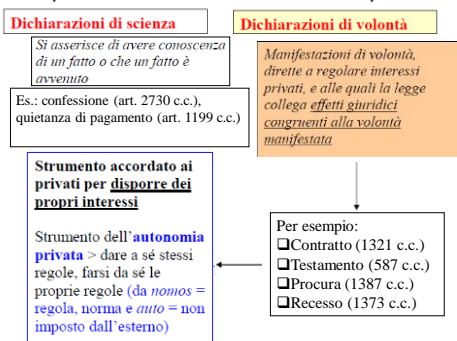 Dichiarazioni di scienza
Si asserisce di avere conoscenza
di un fatto o che un fatto è
avvenuto
Es.: confessione (art. 2730 c.c.),
quietanza di pagamento (art. 1199 c.c.)
Dichiarazioni di volontà
Manifestazioni di volontà,
dirette a regolare interessi
privati, e alle quali la legge
collega effetti giuridici
congruenti alla volontà
manifestata
Per esempio:
❑Contratto (1321 c.c.)
❑Testamento (587 c.c.)
❑Procura (1387 c.c.)
❑Recesso (1373 c.c.)
Strumento accordato ai
privati per disporre dei
propri interessi
Strumento dell'autonomia
privata > dare a sé stessi
regole, farsi da sé le
proprie regole (da nomos =
regola, norma e auto = non
imposto dall'esterno)